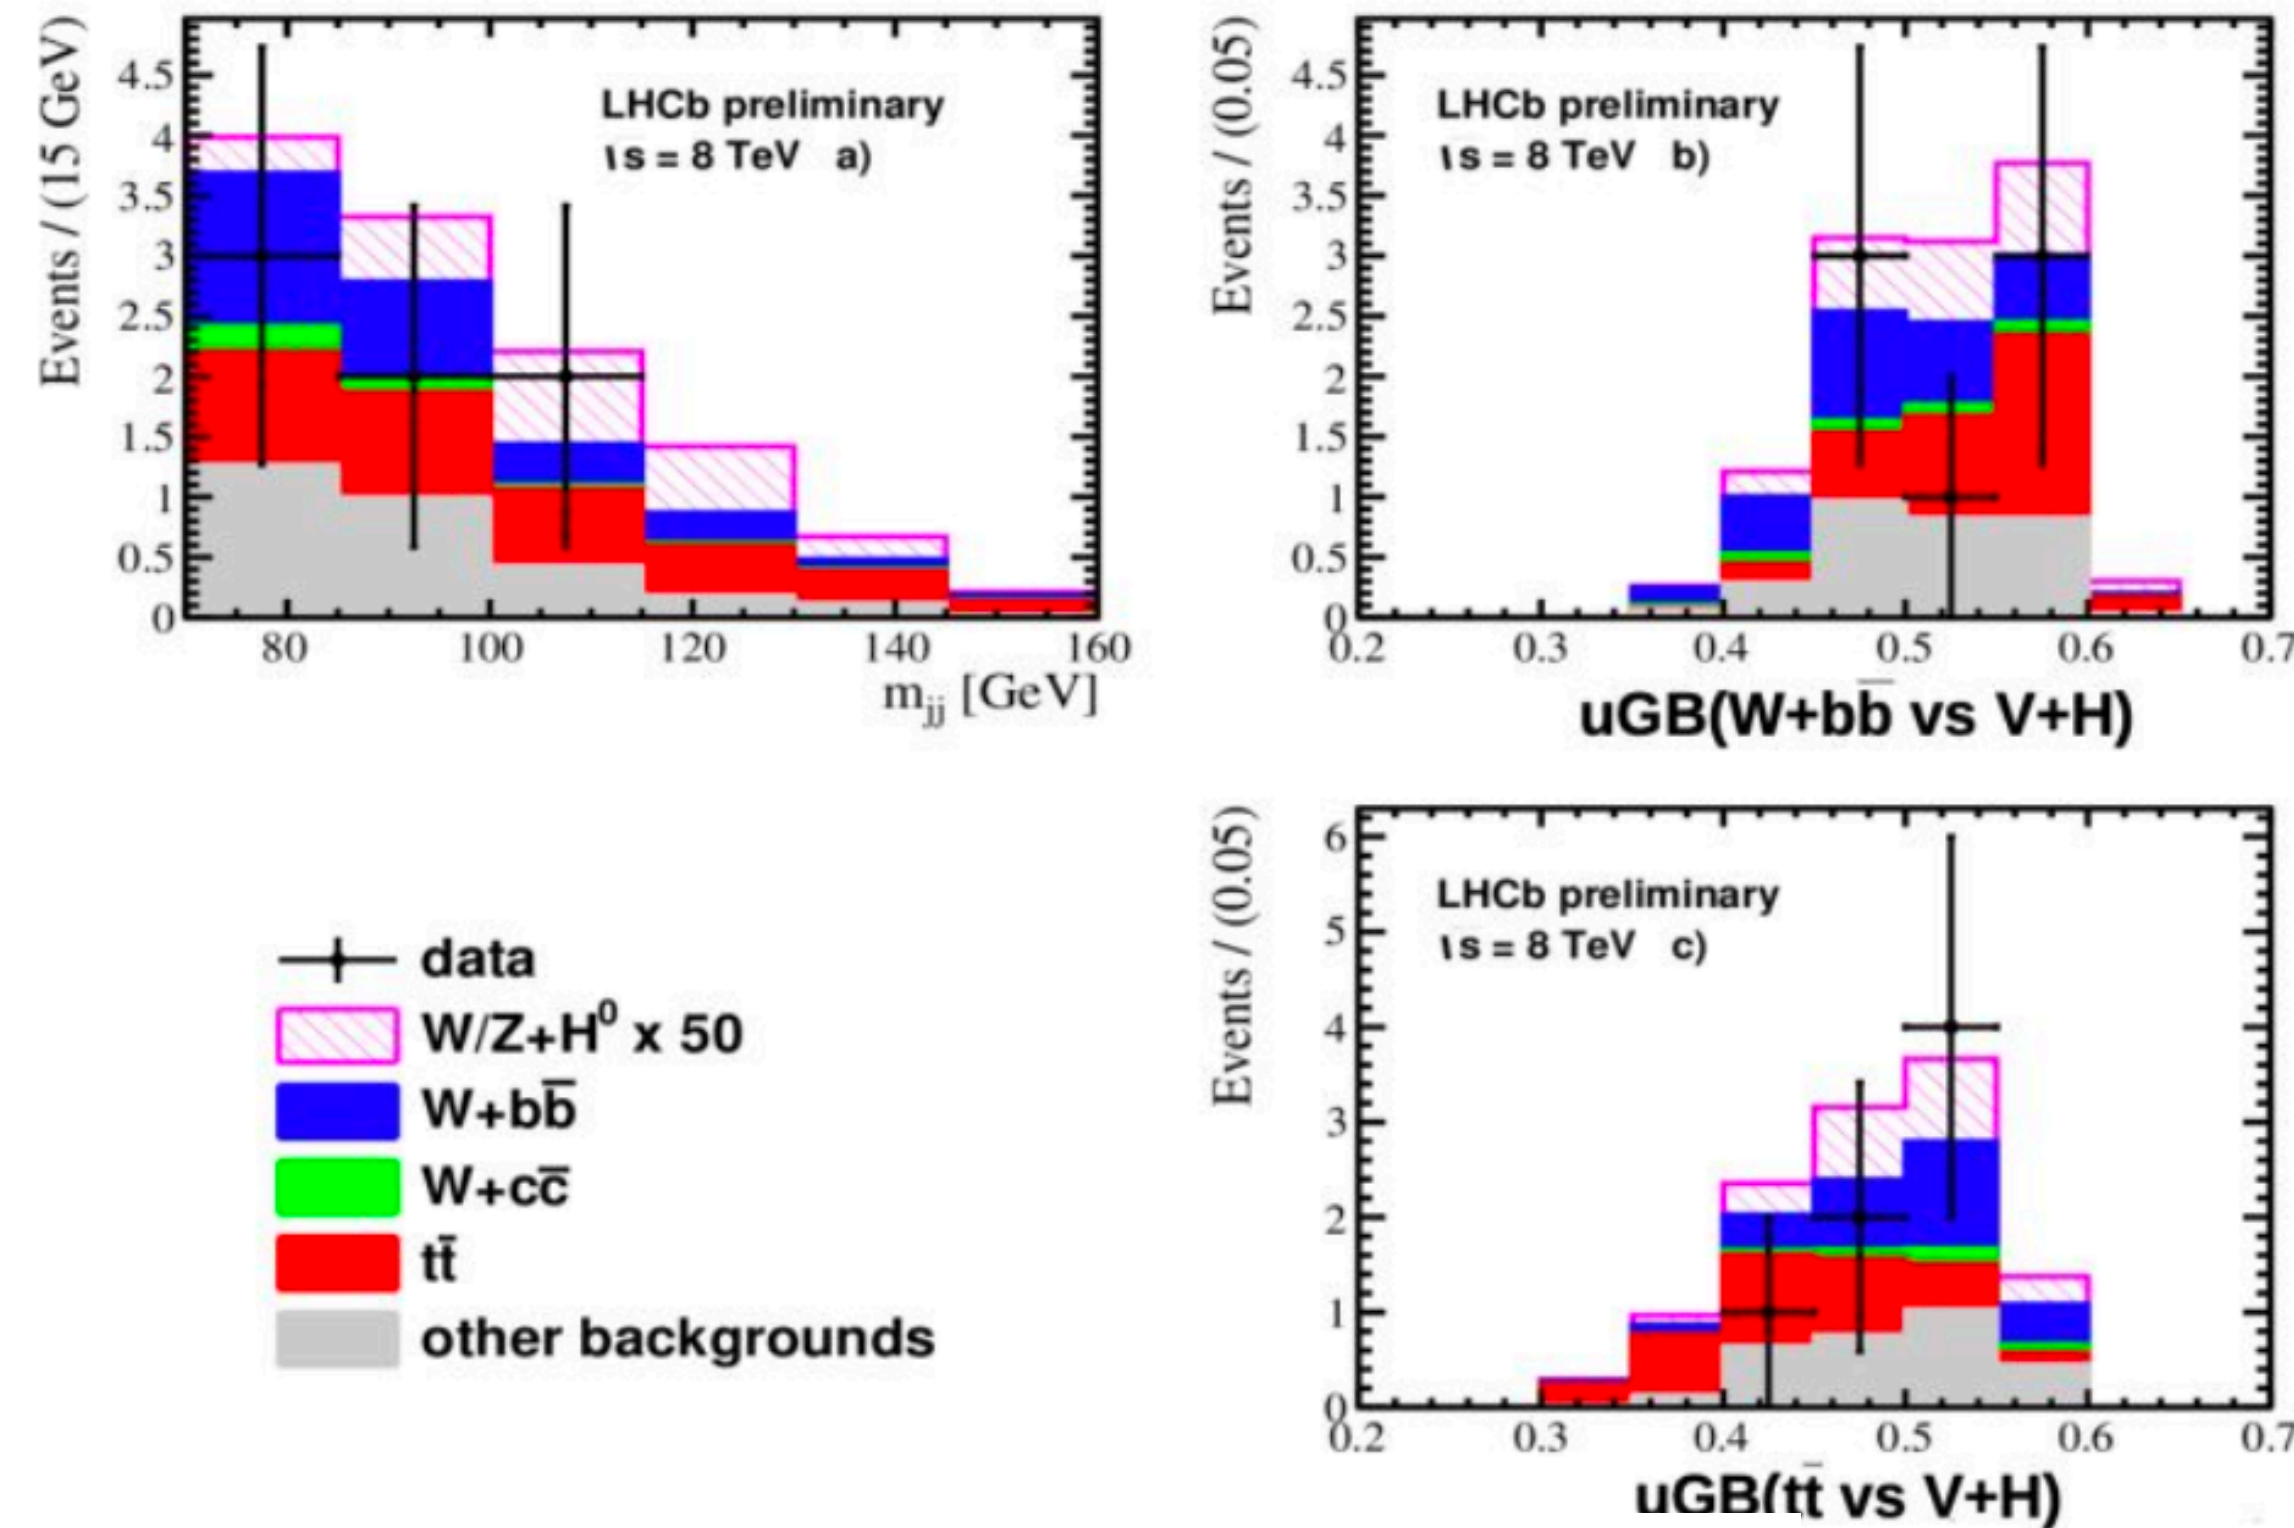 Events / (15 GeV)
4.5
4
3.5
3
2.5
2
1.5
1
0.5
0
LHCb preliminary
√s = 8 TeV a)
80 100 120 140 160
m_jj [GeV]
Events / (0.05)
4.5
4
3.5
3
2.5
2
1.5
1
0.5
0
LHCb preliminary
√s = 8 TeV b)
0.2 0.3 0.4 0.5 0.6 0.7
uGB(W+bb̅ vs V+H)
data
W/Z+H⁰ x 50
W+bb̅
W+cc̅
tt̅
other backgrounds
Events / (0.05)
6
5
4
3
2
1
0
LHCb preliminary
√s = 8 TeV c)
0.2 0.3 0.4 0.5 0.6 0.7
uGB(tt̅ vs V+H)